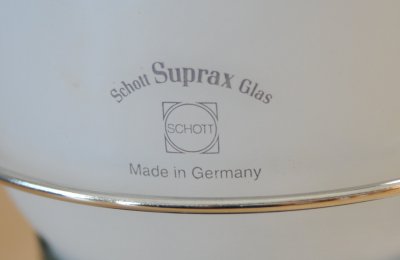 Schott Suprax Glas
SCHOTT
Made in Germany